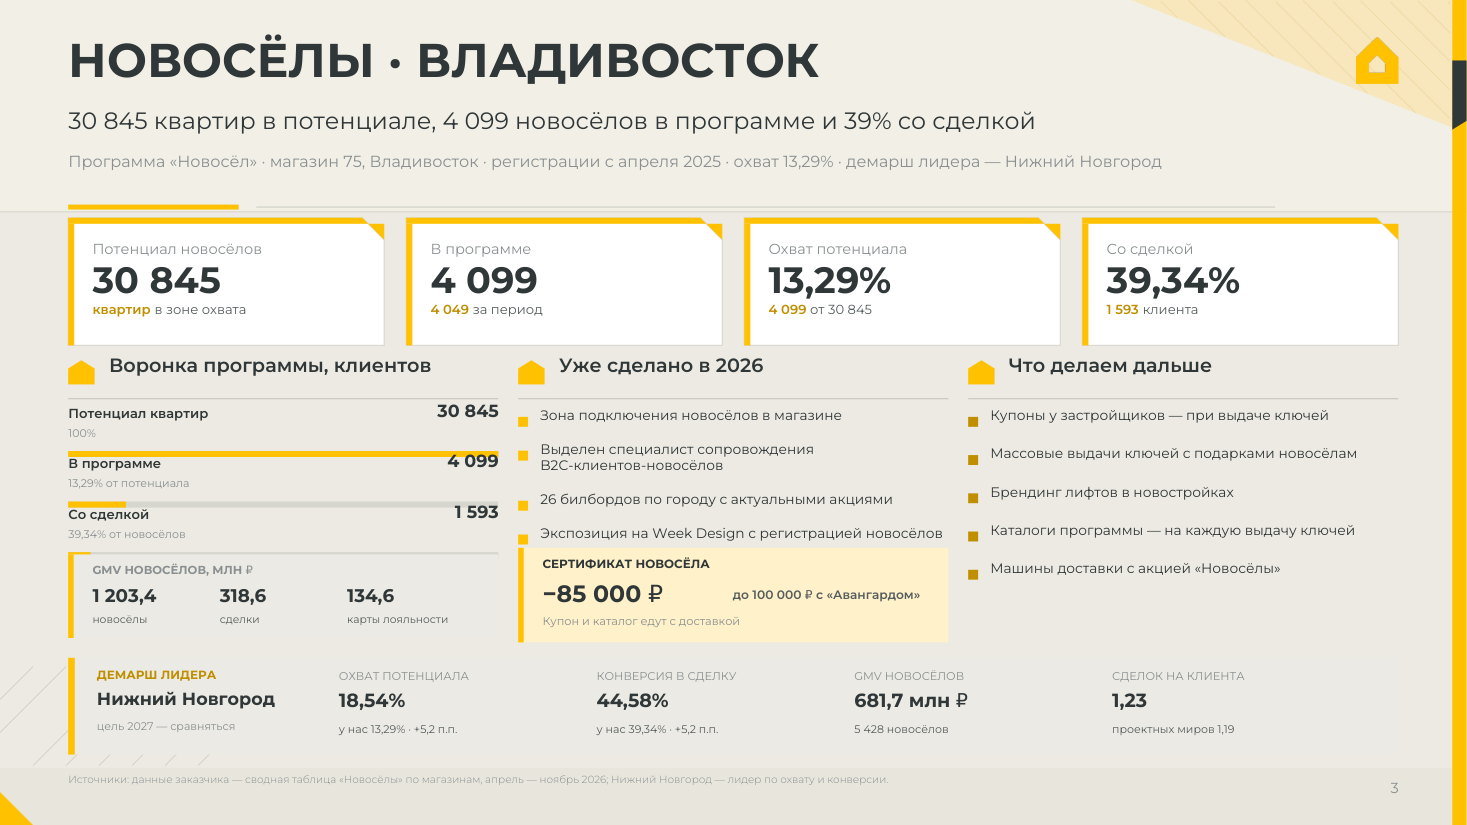 НОВОСЁЛЫ · ВЛАДИВОСТОК
30 845 квартир в потенциале, 4 099 новосёлов в программе и 39% со сделкой
Программа «Новосёл» · магазин 75, Владивосток · регистрации с апреля 2025 · охват 13,29% · демарш лидера — Нижний Новгород
Потенциал новосёлов
30 845
квартир в зоне охвата
В программе
4 099
4 049 за период
Охват потенциала
13,29%
4 099 от 30 845
Со сделкой
39,34%
1 593 клиента
Воронка программы, клиентов
Потенциал квартир 30 845
100%
В программе 4 099
13,29% от потенциала
Со сделкой 1 593
39,34% от новосёлов
GMV НОВОСЁЛОВ, МЛН ₽
1 203,4 318,6 134,6
новосёлы сделки карты лояльности
Уже сделано в 2026
Зона подключения новосёлов в магазине
Выделен специалист сопровождения
B2C-клиентов-новосёлов
26 билбордов по городу с актуальными акциями
Экспозиция на Week Design с регистрацией новосёлов
СЕРТИФИКАТ НОВОСЁЛА
−85 000 ₽ до 100 000 ₽ с «Авангардом»
Купон и каталог едут с доставкой
Что делаем дальше
Купоны у застройщиков — при выдаче ключей
Массовые выдачи ключей с подарками новосёлам
Брендинг лифтов в новостройках
Каталоги программы — на каждую выдачу ключей
Машины доставки с акцией «Новосёлы»
ДЕМАРШ ЛИДЕРА
Нижний Новгород
цель 2027 — сравняться
ОХВАТ ПОТЕНЦИАЛА
18,54%
у нас 13,29% · +5,2 п.п.
КОНВЕРСИЯ В СДЕЛКУ
44,58%
у нас 39,34% · +5,2 п.п.
GMV НОВОСЁЛОВ
681,7 млн ₽
5 428 новосёлов
СДЕЛОК НА КЛИЕНТА
1,23
проектных миров 1,19
Источники: данные заказчика — сводная таблица «Новосёлы» по магазинам, апрель — ноябрь 2026; Нижний Новгород — лидер по охвату и конверсии.
3